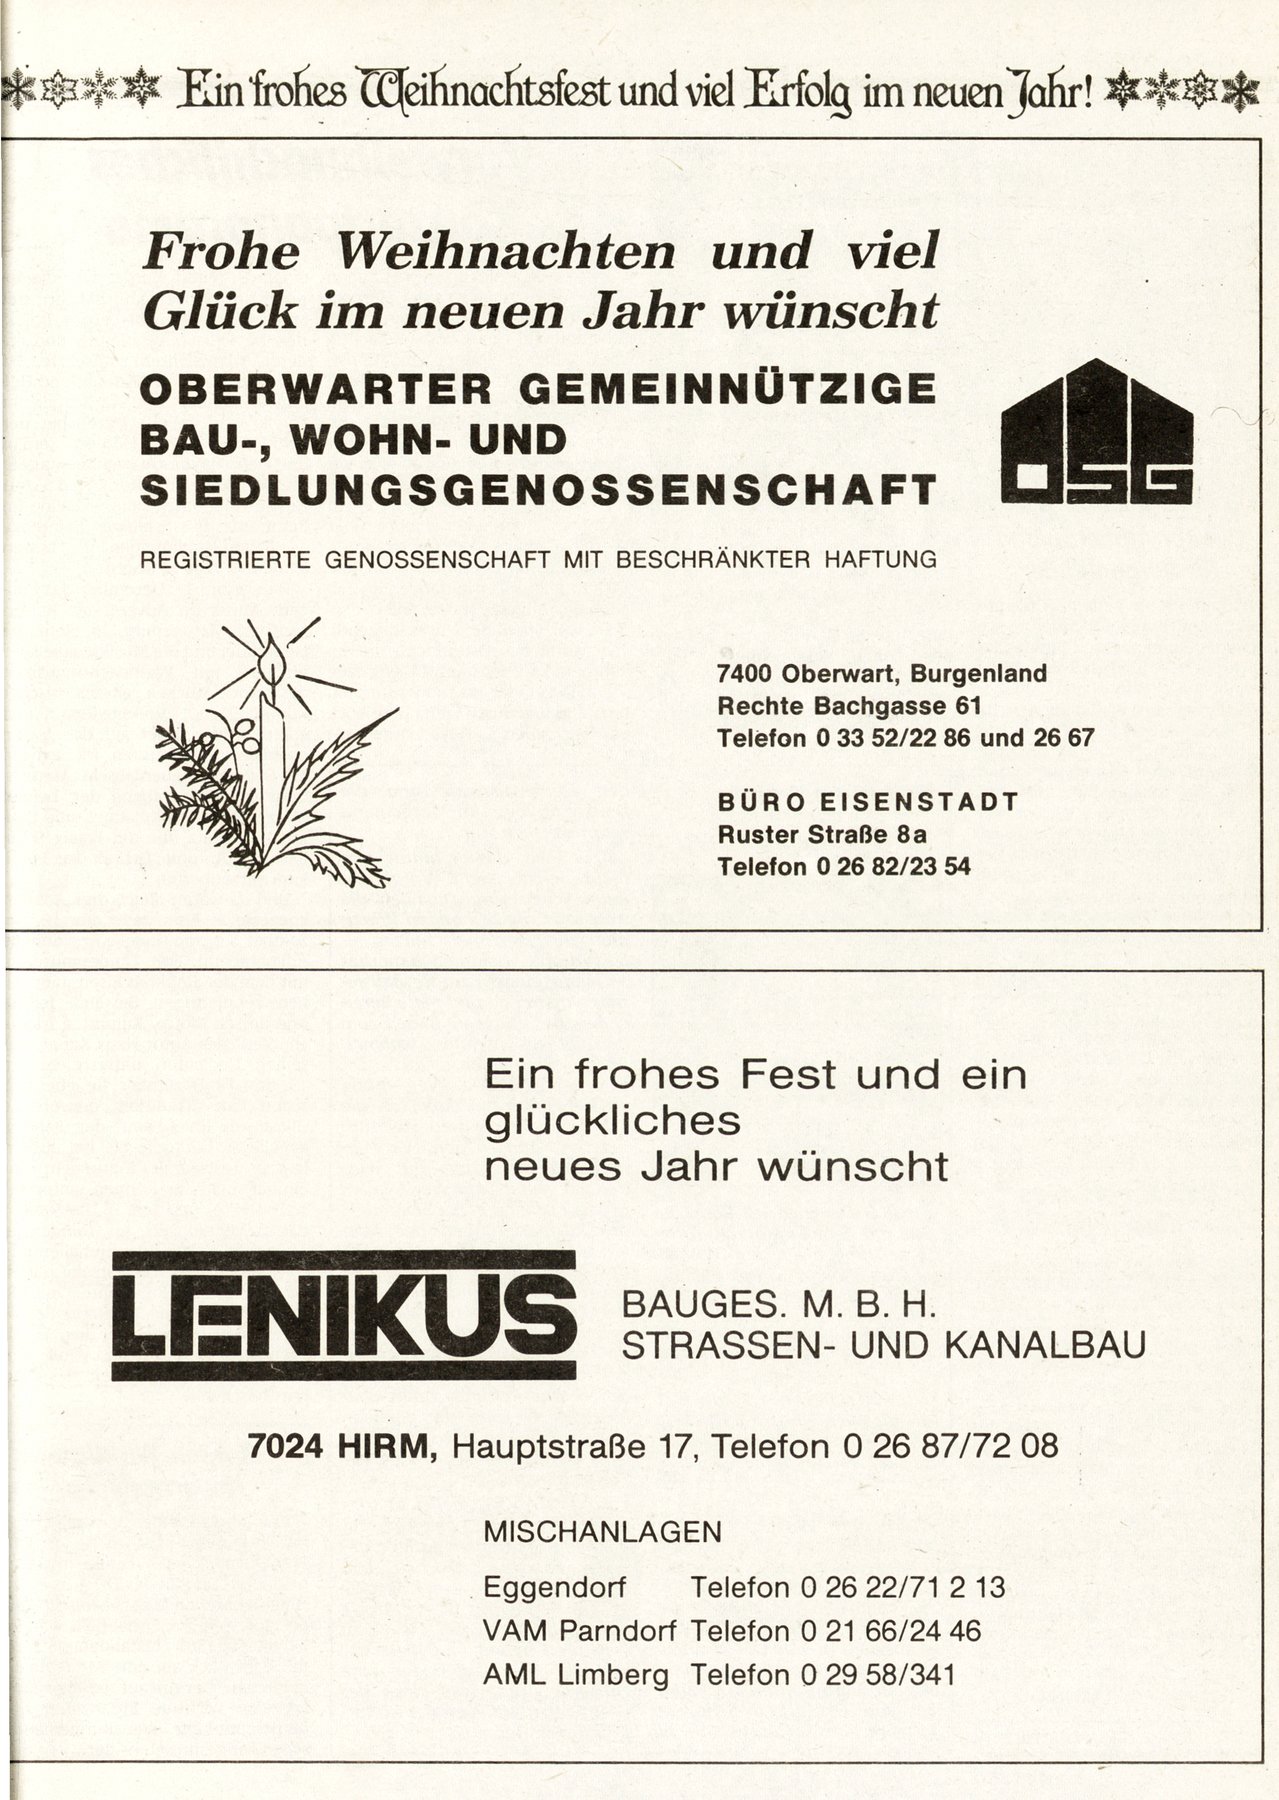 Ein frohes Weihnachtsfest und viel Erfolg im neuen Jahr!
Frohe Weihnachten und viel
Glück im neuen Jahr wünscht
OBERWARTER GEMEINNÜTZIGE
BAU-, WOHN- UND
SIEDLUNGSGENOSSENSCHAFT
OSG
REGISTRIERTE GENOSSENSCHAFT MIT BESCHRÄNKTER HAFTUNG
7400 Oberwart, Burgenland
Rechte Bachgasse 61
Telefon 0 33 52/22 86 und 26 67
BÜRO EISENSTADT
Ruster Straße 8a
Telefon 0 26 82/23 54
Ein frohes Fest und ein
glückliches
neues Jahr wünscht
LENIKUS
BAUGES. M. B. H.
STRASSEN- UND KANALBAU
7024 HIRM, Hauptstraße 17, Telefon 0 26 87/72 08
MISCHANLAGEN
Eggendorf Telefon 0 26 22/71 2 13
VAM Parndorf Telefon 0 21 66/24 46
AML Limberg Telefon 0 29 58/341